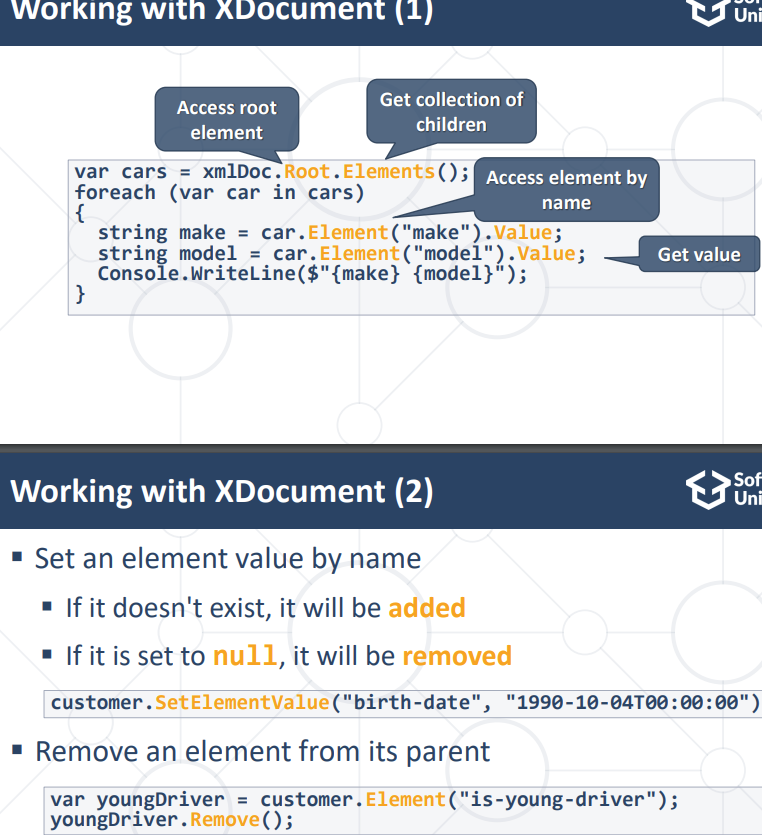 Working with XDocument (1)
Uni
Access root
element
Get collection of
children
var cars = xmlDoc.Root.Elements();
foreach (var car in cars)
Access element by
name
{
string make = car.Element("make").Value;
string model = car.Element("model").Value;
Get value
Console.WriteLine($"{make} {model}");
}
Working with XDocument (2)
Sof
Uni
▪ Set an element value by name
▪ If it doesn't exist, it will be added
▪ If it is set to null, it will be removed
customer.SetElementValue("birth-date", "1990-10-04T00:00:00")
▪ Remove an element from its parent
var youngDriver = customer.Element("is-young-driver");
youngDriver.Remove();